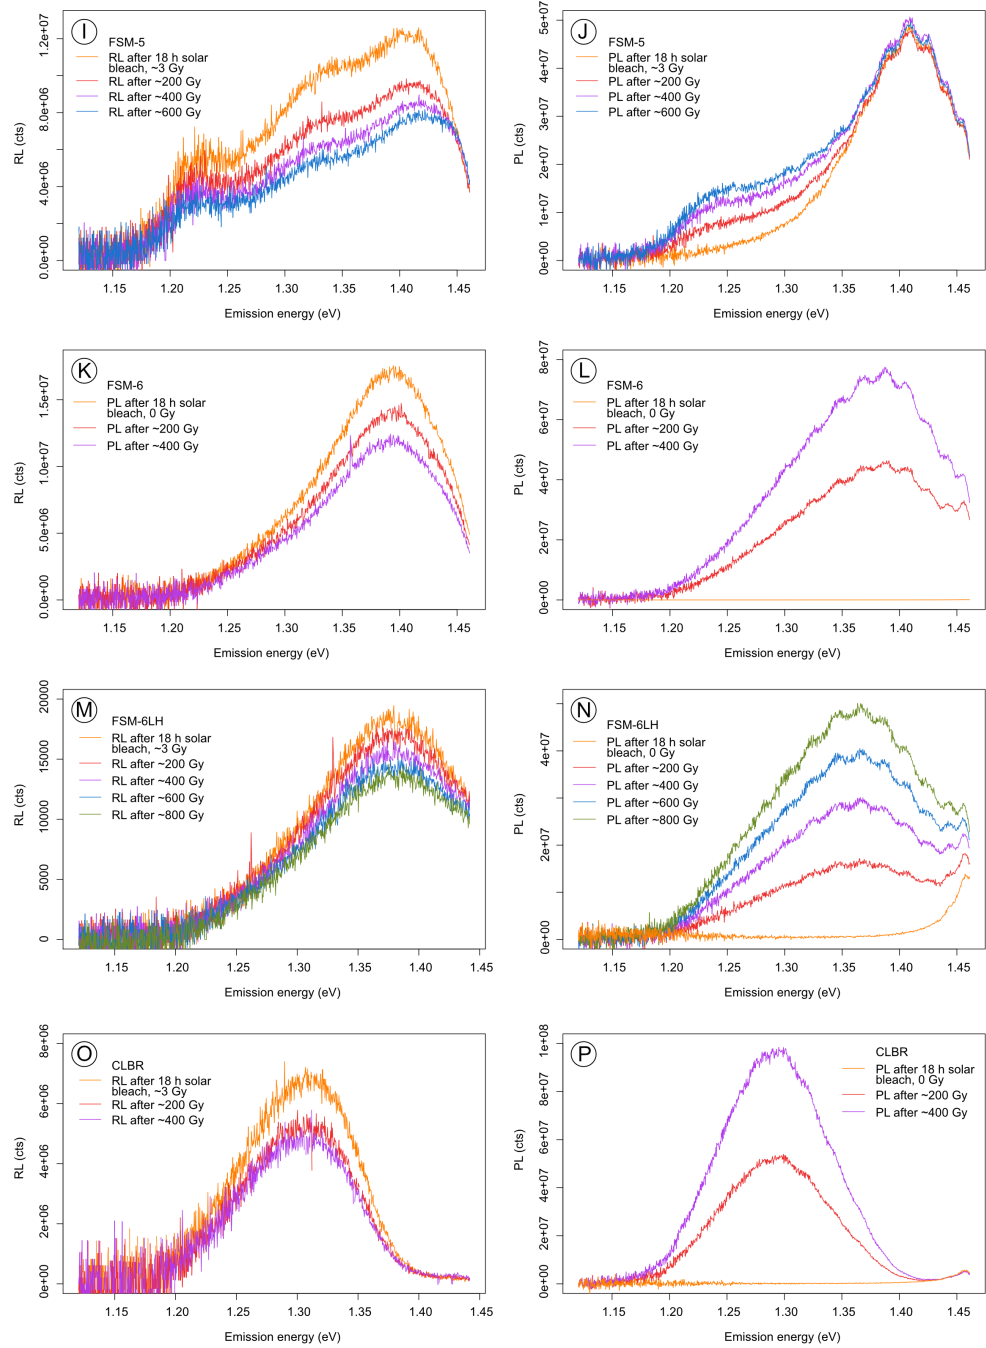 I
FSM-5
RL after 18 h solar
bleach, ~3 Gy
RL after ~200 Gy
RL after ~400 Gy
RL after ~600 Gy
RL (cts)
0.0e+00 4.0e+06 8.0e+06 1.2e+07
1.15 1.20 1.25 1.30 1.35 1.40 1.45
Emission energy (eV)
J
FSM-5
PL after 18 h solar
bleach, ~3 Gy
PL after ~200 Gy
PL after ~400 Gy
PL after ~600 Gy
PL (cts)
0e+00 1e+07 2e+07 3e+07 4e+07 5e+07
1.15 1.20 1.25 1.30 1.35 1.40 1.45
Emission energy (eV)
K
FSM-6
PL after 18 h solar
bleach, 0 Gy
PL after ~200 Gy
PL after ~400 Gy
RL (cts)
0.0e+00 5.0e+06 1.0e+07 1.5e+07
1.15 1.20 1.25 1.30 1.35 1.40 1.45
Emission energy (eV)
L
FSM-6
PL after 18 h solar
bleach, 0 Gy
PL after ~200 Gy
PL after ~400 Gy
PL (cts)
0e+00 2e+07 4e+07 6e+07 8e+07
1.15 1.20 1.25 1.30 1.35 1.40 1.45
Emission energy (eV)
M
FSM-6LH
RL after 18 h solar
bleach, ~3 Gy
RL after ~200 Gy
RL after ~400 Gy
RL after ~600 Gy
RL after ~800 Gy
RL (cts)
0 5000 10000 15000 20000
1.15 1.20 1.25 1.30 1.35 1.40 1.45
Emission energy (eV)
N
FSM-6LH
PL after 18 h solar
bleach, 0 Gy
PL after ~200 Gy
PL after ~400 Gy
PL after ~600 Gy
PL after ~800 Gy
PL (cts)
0e+00 2e+07 4e+07
1.15 1.20 1.25 1.30 1.35 1.40 1.45
Emission energy (eV)
O
CLBR
RL after 18 h solar
bleach, ~3 Gy
RL after ~200 Gy
RL after ~400 Gy
RL (cts)
0e+00 2e+06 4e+06 6e+06 8e+06
1.15 1.20 1.25 1.30 1.35 1.40 1.45
Emission energy (eV)
P
CLBR
PL after 18 h solar
bleach, 0 Gy
PL after ~200 Gy
PL after ~400 Gy
PL (cts)
0e+00 2e+07 4e+07 6e+07 8e+07 1e+08
1.15 1.20 1.25 1.30 1.35 1.40 1.45
Emission energy (eV)